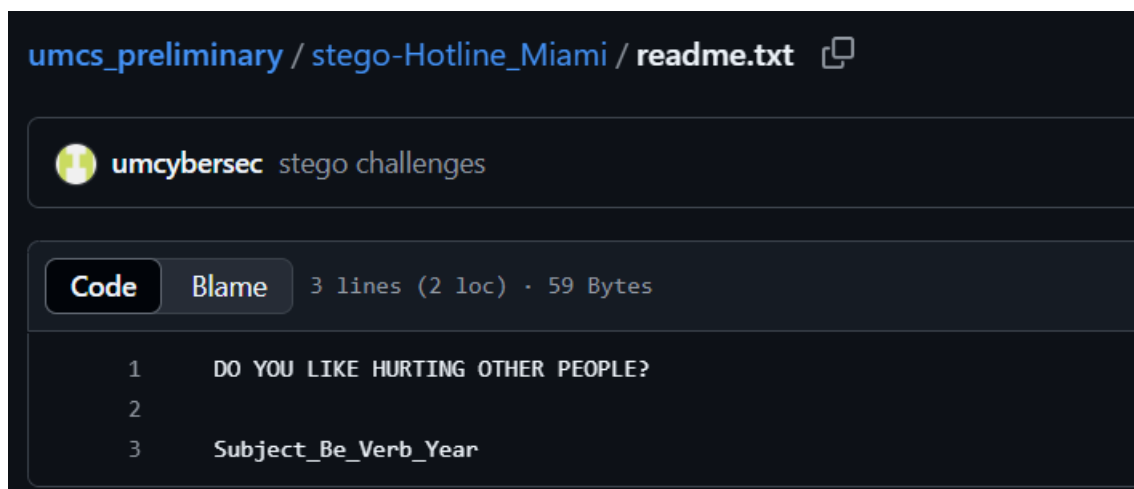 umcs_preliminary / stego-Hotline_Miami / readme.txt
umcybersec stego challenges
Code Blame 3 lines (2 loc) · 59 Bytes
1 DO YOU LIKE HURTING OTHER PEOPLE?
2
3 Subject_Be_Verb_Year